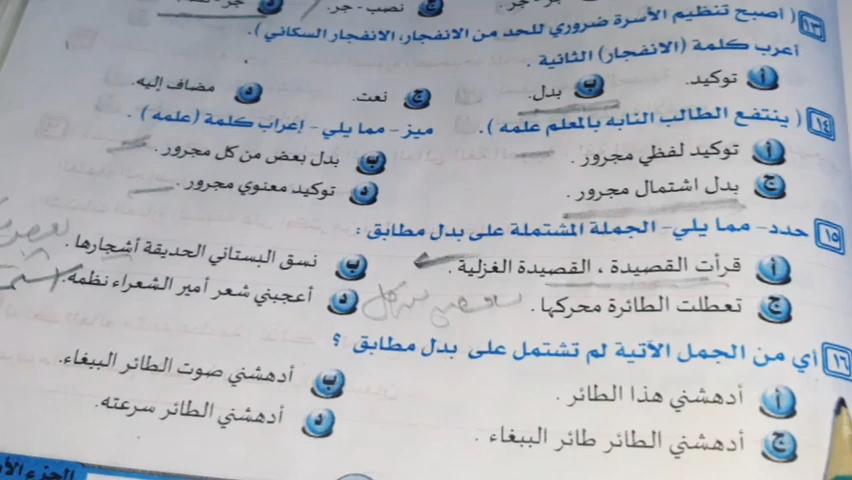 ١٣ ( أصبح تنظيم الأسرة ضروري للحد من الانفجار، الانفجار السكاني ).
أعرب كلمة (الانفجار) الثانية .
أ توكيد. ب بدل. ج نعت. د مضاف إليه.
١٤ ( ينتفع الطالب النابه بالمعلم علمه ). ميز - مما يلي - إعراب كلمة (علمه ) .
أ توكيد لفظي مجرور . ب بدل بعض من كل مجرور .
ج بدل اشتمال مجرور . د توكيد معنوي مجرور .
١٥ حدد- مما يلي- الجملة المشتملة على بدل مطابق :
أ قرأت القصيدة ، القصيدة الغزلية . ب نسق البستاني الحديقة أشجارها .
ج تعطلت الطائرة محركها . د أعجبني شعر أمير الشعراء نظمه.
١٦ أي من الجمل الآتية لم تشتمل على بدل مطابق ؟
أ أدهشني هذا الطائر . ب أدهشني صوت الطائر الببغاء.
ج أدهشني الطائر طائر الببغاء . د أدهشني الطائر سرعته.
الجزء